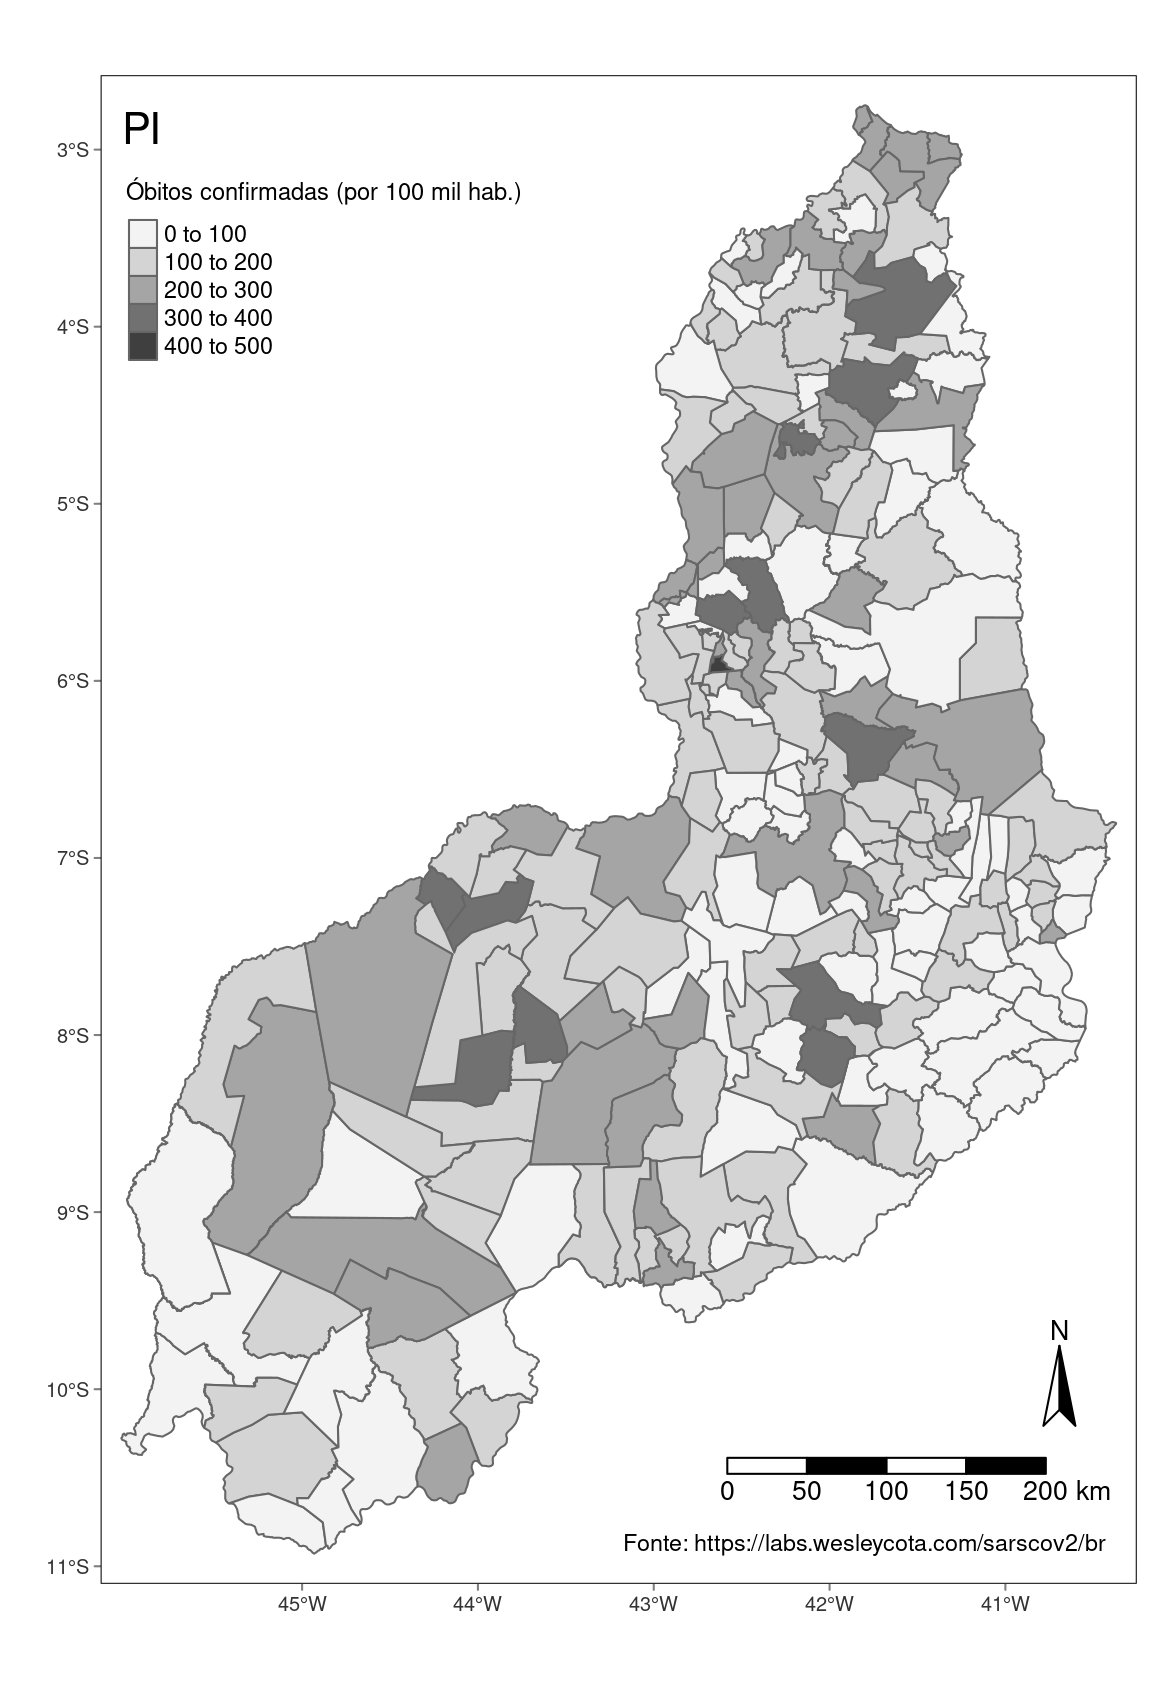 PI
Óbitos confirmadas (por 100 mil hab.)
0 to 100
100 to 200
200 to 300
300 to 400
400 to 500
3°S
4°S
5°S
6°S
7°S
8°S
9°S
10°S
11°S
N
0 50 100 150 200 km
Fonte: https://labs.wesleycota.com/sarscov2/br
45°W 44°W 43°W 42°W 41°W